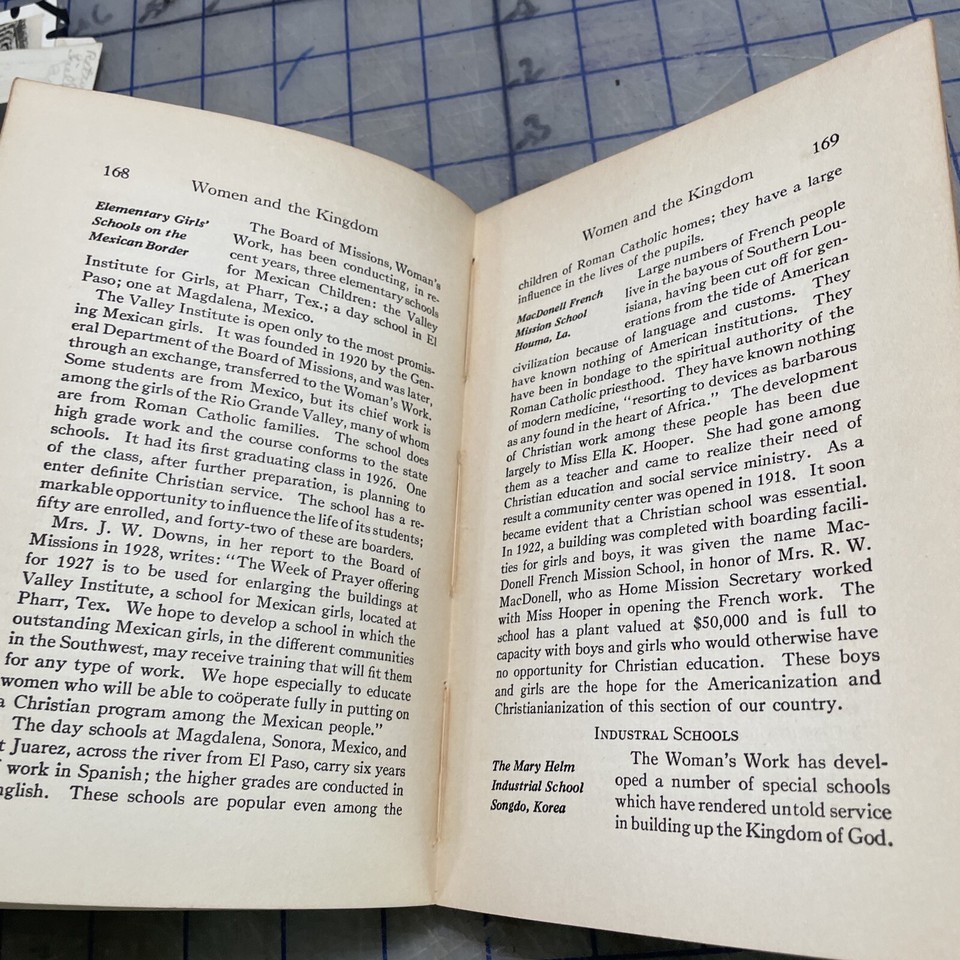 168
Women and the Kingdom
Elementary Girls'
Schools on the
Mexican Border
The Board of Missions, Woman's
Work, has been conducting, in re-
cent years, three elementary schools
for Mexican Children: the Valley
Institute for Girls, at Pharr, Tex.; a day school in El
Paso; one at Magdalena, Mexico.
The Valley Institute is open only to the most promis-
ing Mexican girls. It was founded in 1920 by the Gen-
eral Department of the Board of Missions, and was later,
through an exchange, transferred to the Woman's Work.
Some students are from Mexico, but its chief work is
among the girls of the Rio Grande Valley, many of whom
are from Roman Catholic families. The school does
high grade work and the course conforms to the state
schools. It had its first graduating class in 1926. One
of the class, after further preparation, is planning to
enter definite Christian service. The school has a re-
markable opportunity to influence the life of its students;
fifty are enrolled, and forty-two of these are boarders.
Mrs. J. W. Downs, in her report to the Board of
Missions in 1928, writes: "The Week of Prayer offering
for 1927 is to be used for enlarging the buildings at
Valley Institute, a school for Mexican girls, located at
Pharr, Tex. We hope to develop a school in which the
outstanding Mexican girls, in the different communities
in the Southwest, may receive training that will fit them
for any type of work. We hope especially to educate
women who will be able to coöperate fully in putting on
a Christian program among the Mexican people."
The day schools at Magdalena, Sonora, Mexico, and
t Juarez, across the river from El Paso, carry six years
work in Spanish; the higher grades are conducted in
nglish. These schools are popular even among the
169
Women and the Kingdom
children of Roman Catholic homes; they have a large
influence in the lives of the pupils.
MacDonell French
Mission School
Houma, La.
Large numbers of French people
live in the bayous of Southern Lou-
isiana, having been cut off for gen-
erations from the tide of American
civilization because of language and customs. They
have known nothing of American institutions. They
have been in bondage to the spiritual authority of the
Roman Catholic priesthood. They have known nothing
of modern medicine, "resorting to devices as barbarous
as any found in the heart of Africa." The development
of Christian work among these people has been due
largely to Miss Ella K. Hooper. She had gone among
them as a teacher and came to realize their need of
Christian education and social service ministry. As a
result a community center was opened in 1918. It soon
became evident that a Christian school was essential.
In 1922, a building was completed with boarding facili-
ties for girls and boys, it was given the name Mac-
Donell French Mission School, in honor of Mrs. R. W.
MacDonell, who as Home Mission Secretary worked
with Miss Hooper in opening the French work. The
school has a plant valued at $50,000 and is full to
capacity with boys and girls who would otherwise have
no opportunity for Christian education. These boys
and girls are the hope for the Americanization and
Christianianization of this section of our country.
INDUSTRAL SCHOOLS
The Mary Helm
Industrial School
Songdo, Korea
The Woman's Work has devel-
oped a number of special schools
which have rendered untold service
in building up the Kingdom of God.
2
3